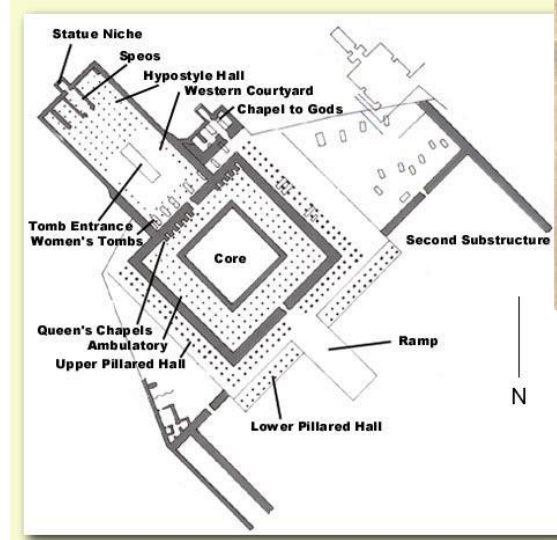 Statue Niche
Speos
Hypostyle Hall
Western Courtyard
Chapel to Gods
Tomb Entrance
Women's Tombs
Second Substructure
Core
Queen's Chapels
Ambulatory
Upper Pillared Hall
Ramp
Lower Pillared Hall
N